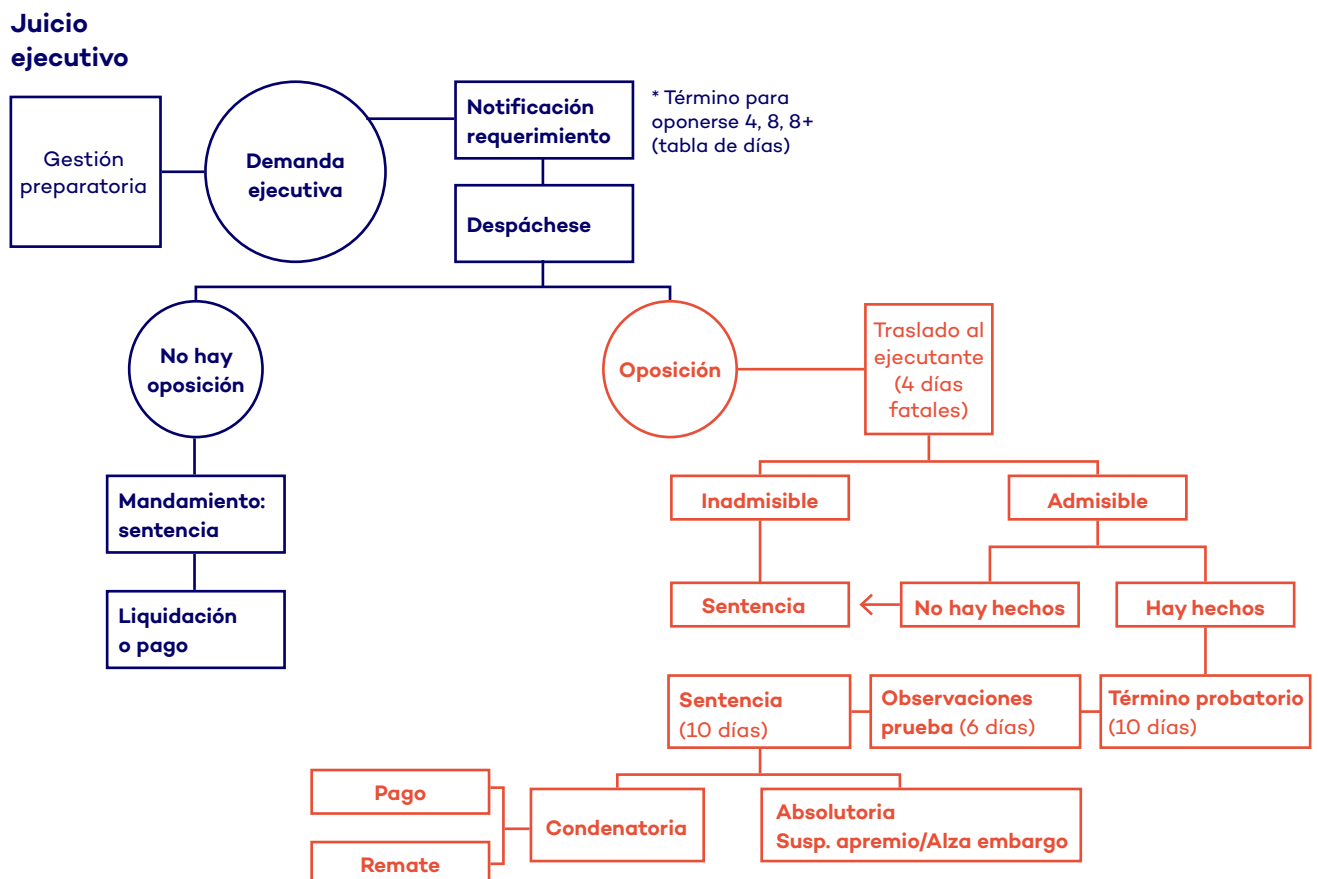 Juicio
ejecutivo
Gestión
preparatoria
Demanda
ejecutiva
Notificación
requerimiento
* Término para
oponerse 4, 8, 8+
(tabla de días)
Despáchese
No hay
oposición
Mandamiento:
sentencia
Liquidación
o pago
Oposición
Traslado al
ejecutante
(4 días
fatales)
Inadmisible
Admisible
Sentencia
No hay hechos
Hay hechos
Sentencia
(10 días)
Observaciones
prueba (6 días)
Término probatorio
(10 días)
Pago
Remate
Condenatoria
Absolutoria
Susp. apremio/Alza embargo